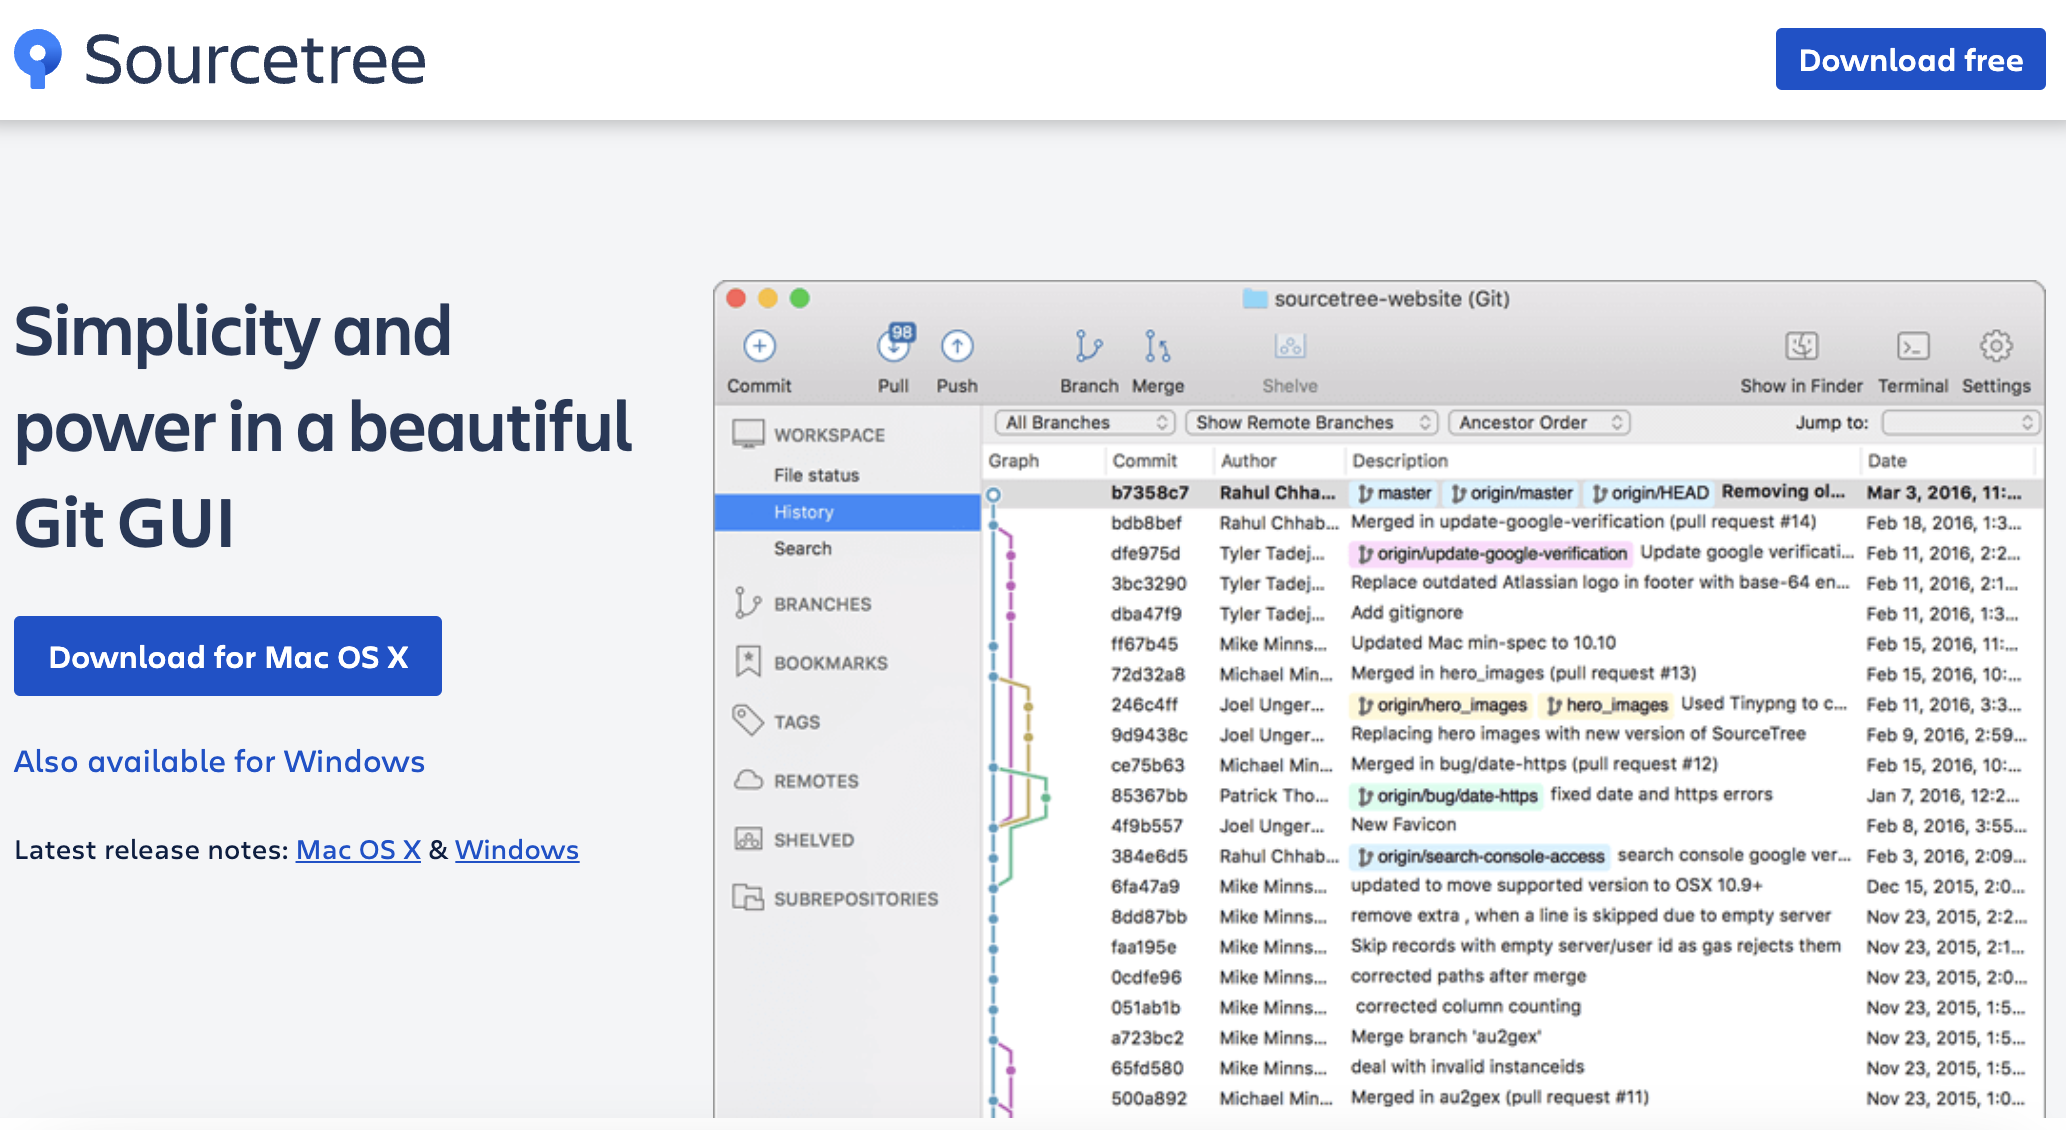 Sourcetree
Download free
Simplicity and
power in a beautiful
Git GUI
Download for Mac OS X
Also available for Windows
Latest release notes: Mac OS X & Windows
sourcetree-website (Git)
98
Commit Pull Push Branch Merge Shelve Show in Finder Terminal Settings
WORKSPACE
File status
History
Search
BRANCHES
BOOKMARKS
TAGS
REMOTES
SHELVED
SUBREPOSITORIES
All Branches Show Remote Branches Ancestor Order Jump to:
Graph Commit Author Description Date
b7358c7 Rahul Chha... master origin/master origin/HEAD Removing ol... Mar 3, 2016, 11:...
bdb8bef Rahul Chhab... Merged in update-google-verification (pull request #14) Feb 18, 2016, 1:3...
dfe975d Tyler Tadej... origin/update-google-verification Update google verificati... Feb 11, 2016, 2:2...
3bc3290 Tyler Tadej... Replace outdated Atlassian logo in footer with base-64 en... Feb 11, 2016, 2:1...
dba47f9 Tyler Tadej... Add gitignore Feb 11, 2016, 1:3...
ff67b45 Mike Minns... Updated Mac min-spec to 10.10 Feb 15, 2016, 11:...
72d32a8 Michael Min... Merged in hero_images (pull request #13) Feb 15, 2016, 10:...
246c4ff Joel Unger... origin/hero_images hero_images Used Tinypng to c... Feb 11, 2016, 3:3...
9d9438c Joel Unger... Replacing hero images with new version of SourceTree Feb 9, 2016, 2:59...
ce75b63 Michael Min... Merged in bug/date-https (pull request #12) Feb 15, 2016, 10:...
85367bb Patrick Tho... origin/bug/date-https fixed date and https errors Jan 7, 2016, 12:2...
4f9b557 Joel Unger... New Favicon Feb 8, 2016, 3:55...
384e6d5 Rahul Chhab... origin/search-console-access search console google ver... Feb 3, 2016, 2:09...
6fa47a9 Mike Minns... updated to move supported version to OSX 10.9+ Dec 15, 2015, 2:0...
8dd87bb Mike Minns... remove extra , when a line is skipped due to empty server Nov 23, 2015, 2:2...
faa195e Mike Minns... Skip records with empty server/user id as gas rejects them Nov 23, 2015, 2:1...
0cdfe96 Mike Minns... corrected paths after merge Nov 23, 2015, 2:0...
051ab1b Mike Minns... corrected column counting Nov 23, 2015, 1:5...
a723bc2 Mike Minns... Merge branch 'au2gex' Nov 23, 2015, 1:5...
65fd580 Mike Minns... deal with invalid instanceids Nov 23, 2015, 1:5...
500a892 Michael Min... Merged in au2gex (pull request #11) Nov 23, 2015, 1:0...